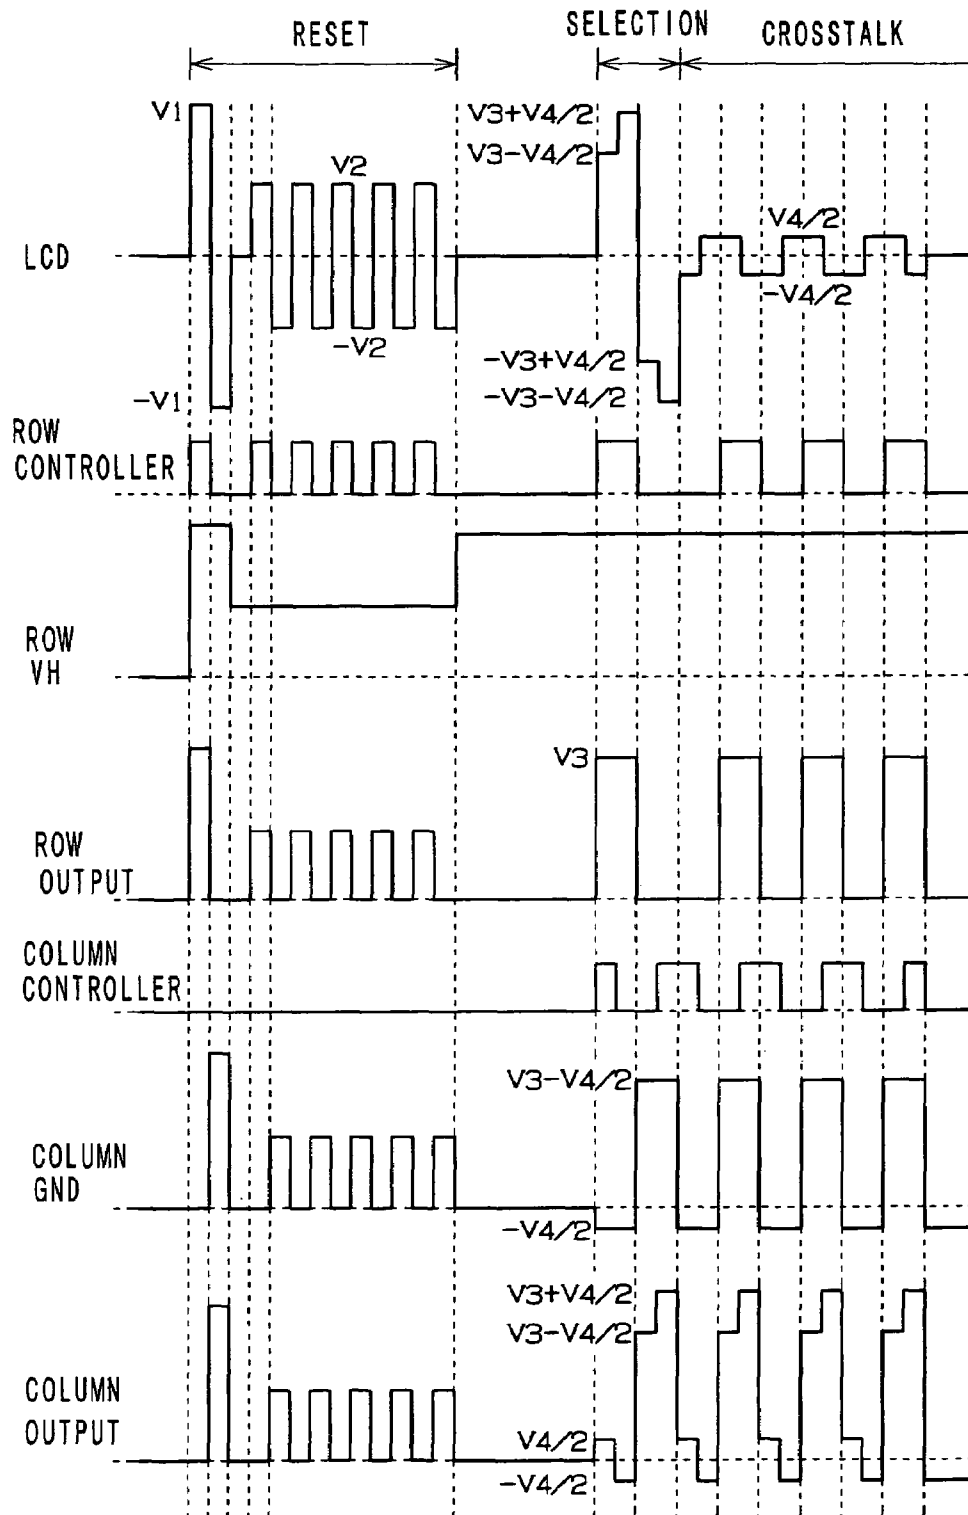 RESET
SELECTION
CROSSTALK
V1
V3+V4/2
V3-V4/2
V2
V4/2
LCD
-V4/2
-V2
-V3+V4/2
-V1
-V3-V4/2
ROW
CONTROLLER
ROW
VH
V3
ROW
OUTPUT
COLUMN
CONTROLLER
V3-V4/2
COLUMN
GND
-V4/2
V3+V4/2
V3-V4/2
COLUMN
OUTPUT
V4/2
-V4/2